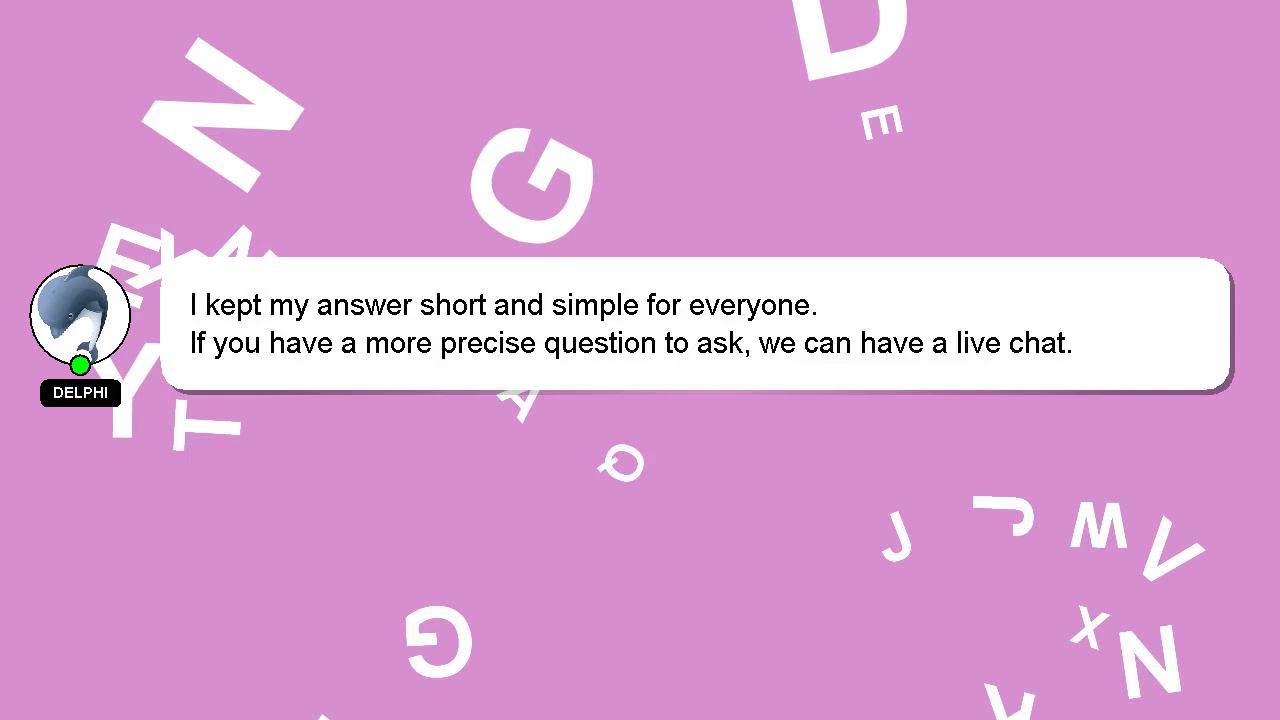 D
E
N
G
E
Y
A
I kept my answer short and simple for everyone.
If you have a more precise question to ask, we can have a live chat.
DELPHI
Y
T
A
Q
J
J
W
V
G
X
N